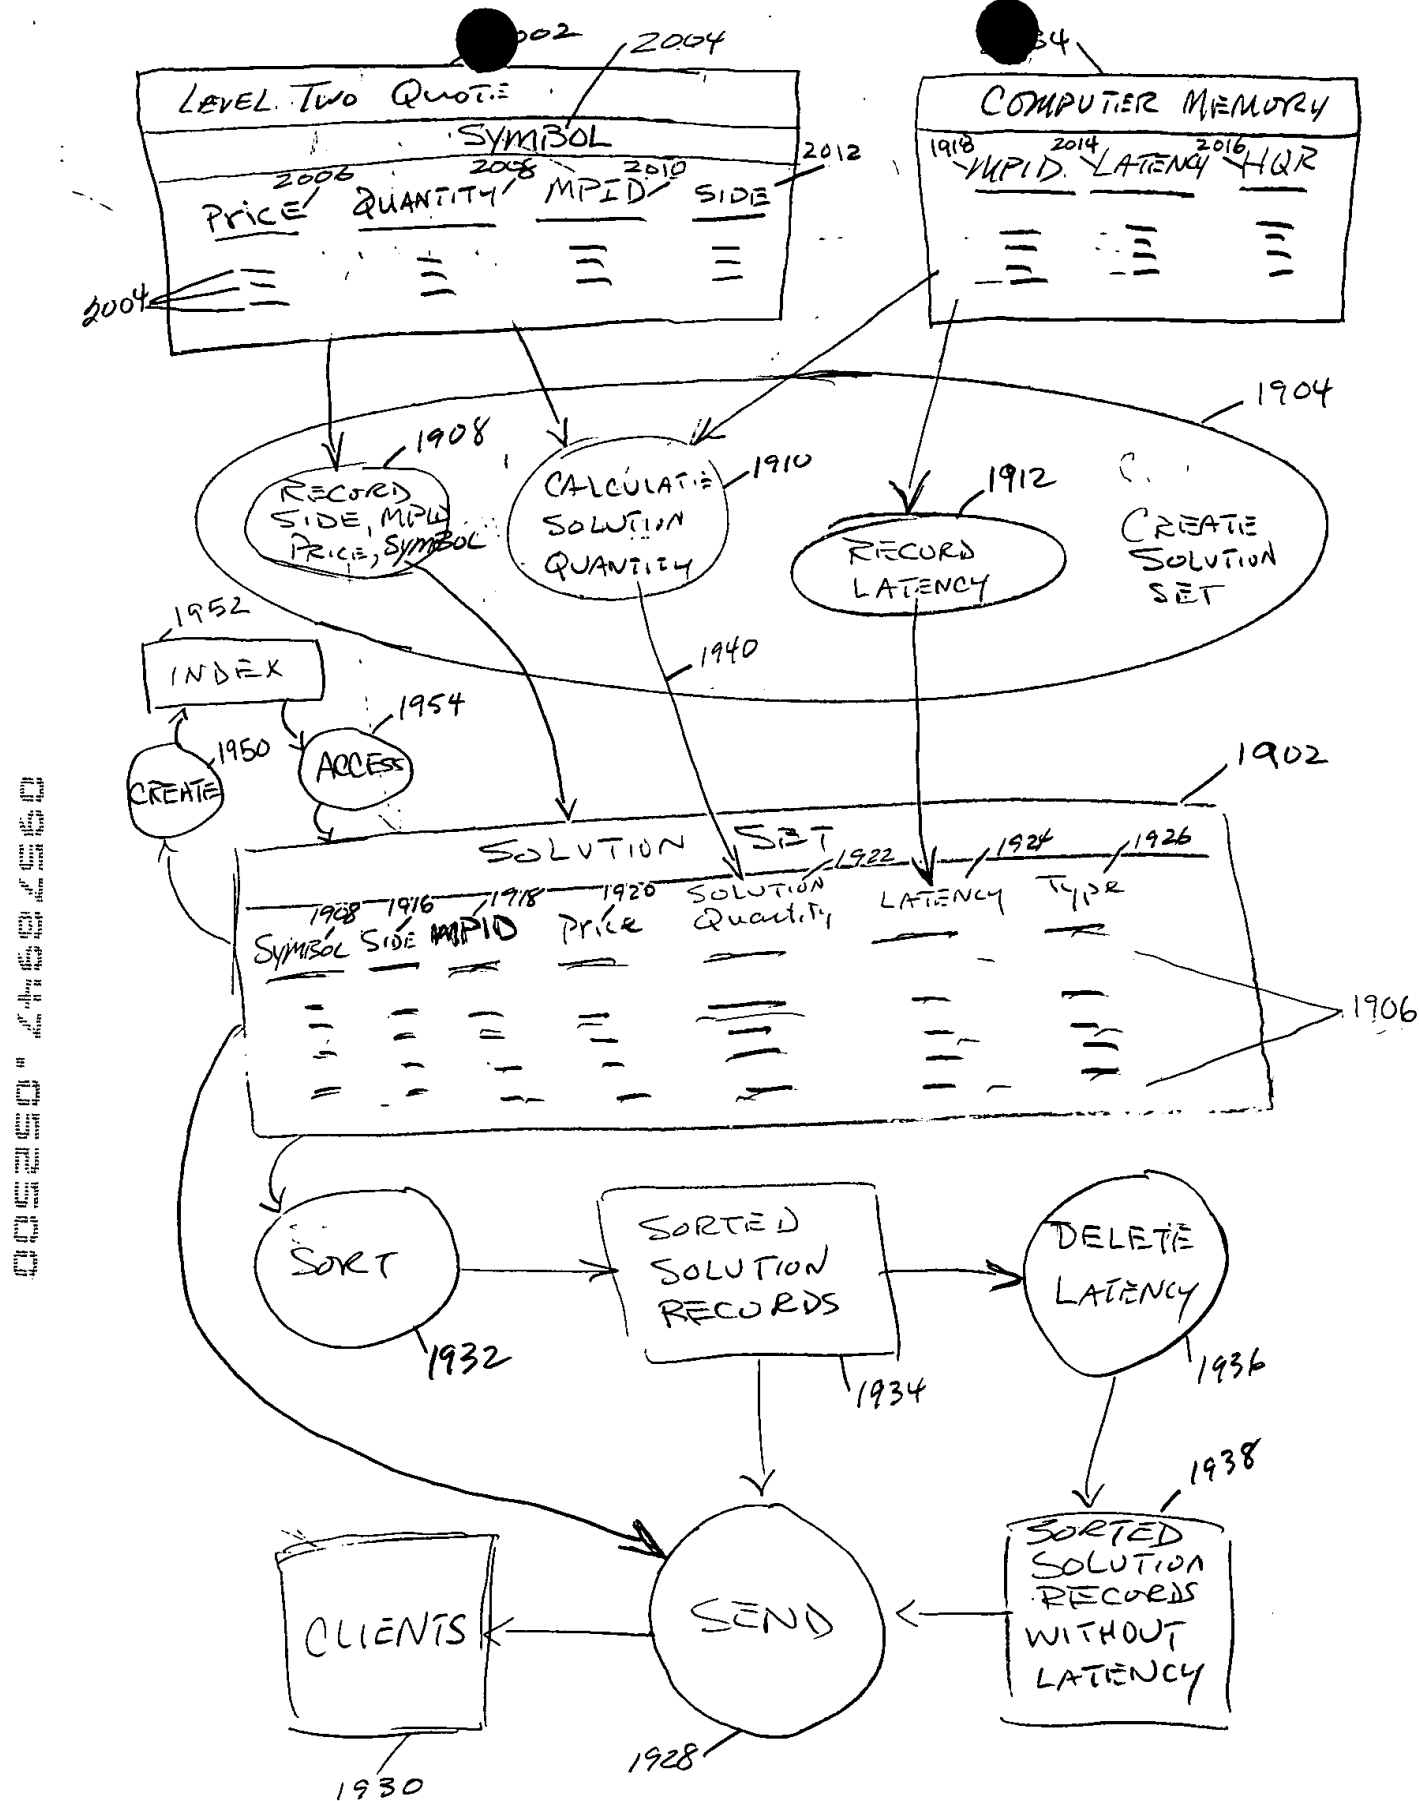 002 2004
LEVEL TWO QUOTE
SYMBOL
2006 2008 2010 2012
PRICE QUANTITY MPID SIDE
2004
COMPUTER MEMORY
1918 2014 2016
MPID LATENCY HQR
1904
1908
RECORD
SIDE, MPID
PRICE, SYMBOL
1910
CALCULATE
SOLUTION
QUANTITY
1912
RECORD
LATENCY
CREATE
SOLUTION
SET
1952
INDEX
1940
1954
ACCESS
1950
CREATE
1902
SOLUTION SET
1908 1916 1918 1920 1922 1924 1926
SYMBOL SIDE MPID Price SOLUTION
Quantity LATENCY Type
1906
SORT
1932
SORTED
SOLUTION
RECORDS
1934
DELETE
LATENCY
1936
1938
SORTED
SOLUTION
RECORDS
WITHOUT
LATENCY
SEND
1928
CLIENTS
1930